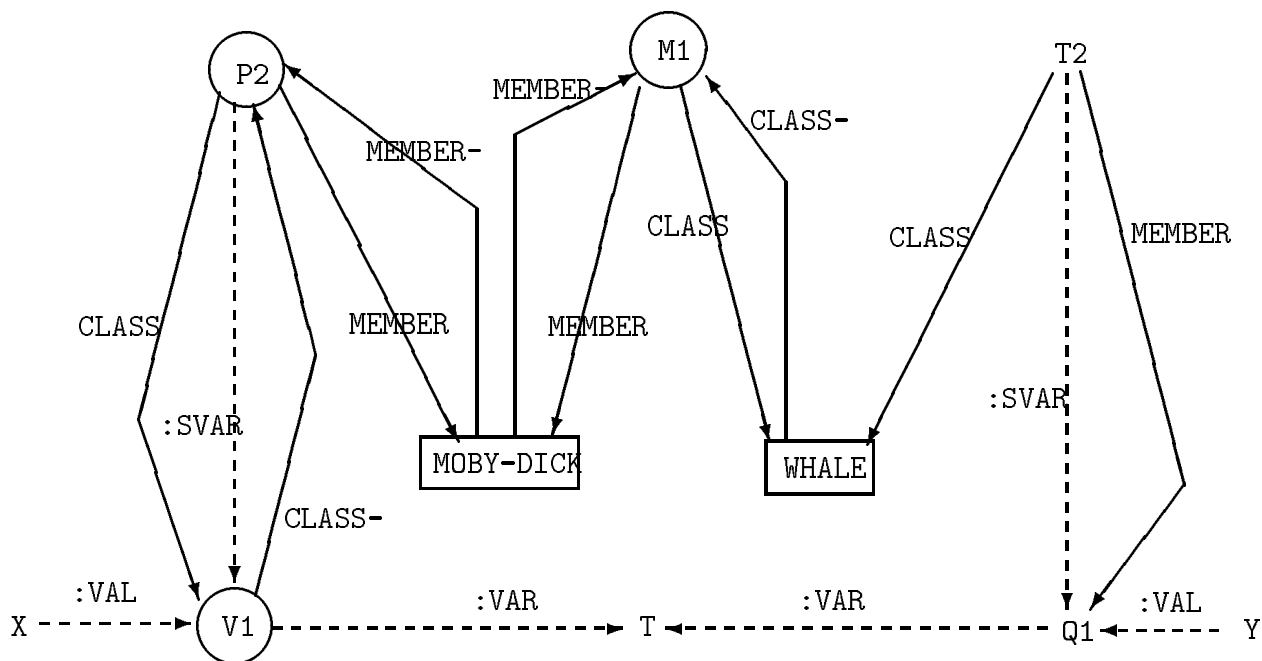 P2
M1
T2
MEMBER-
CLASS-
MEMBER-
CLASS
CLASS
MEMBER
CLASS
MEMBER
MEMBER
:SVAR
:SVAR
MOBY-DICK
WHALE
CLASS-
:VAL
:VAR
:VAR
:VAL
X
V1
T
Q1
Y